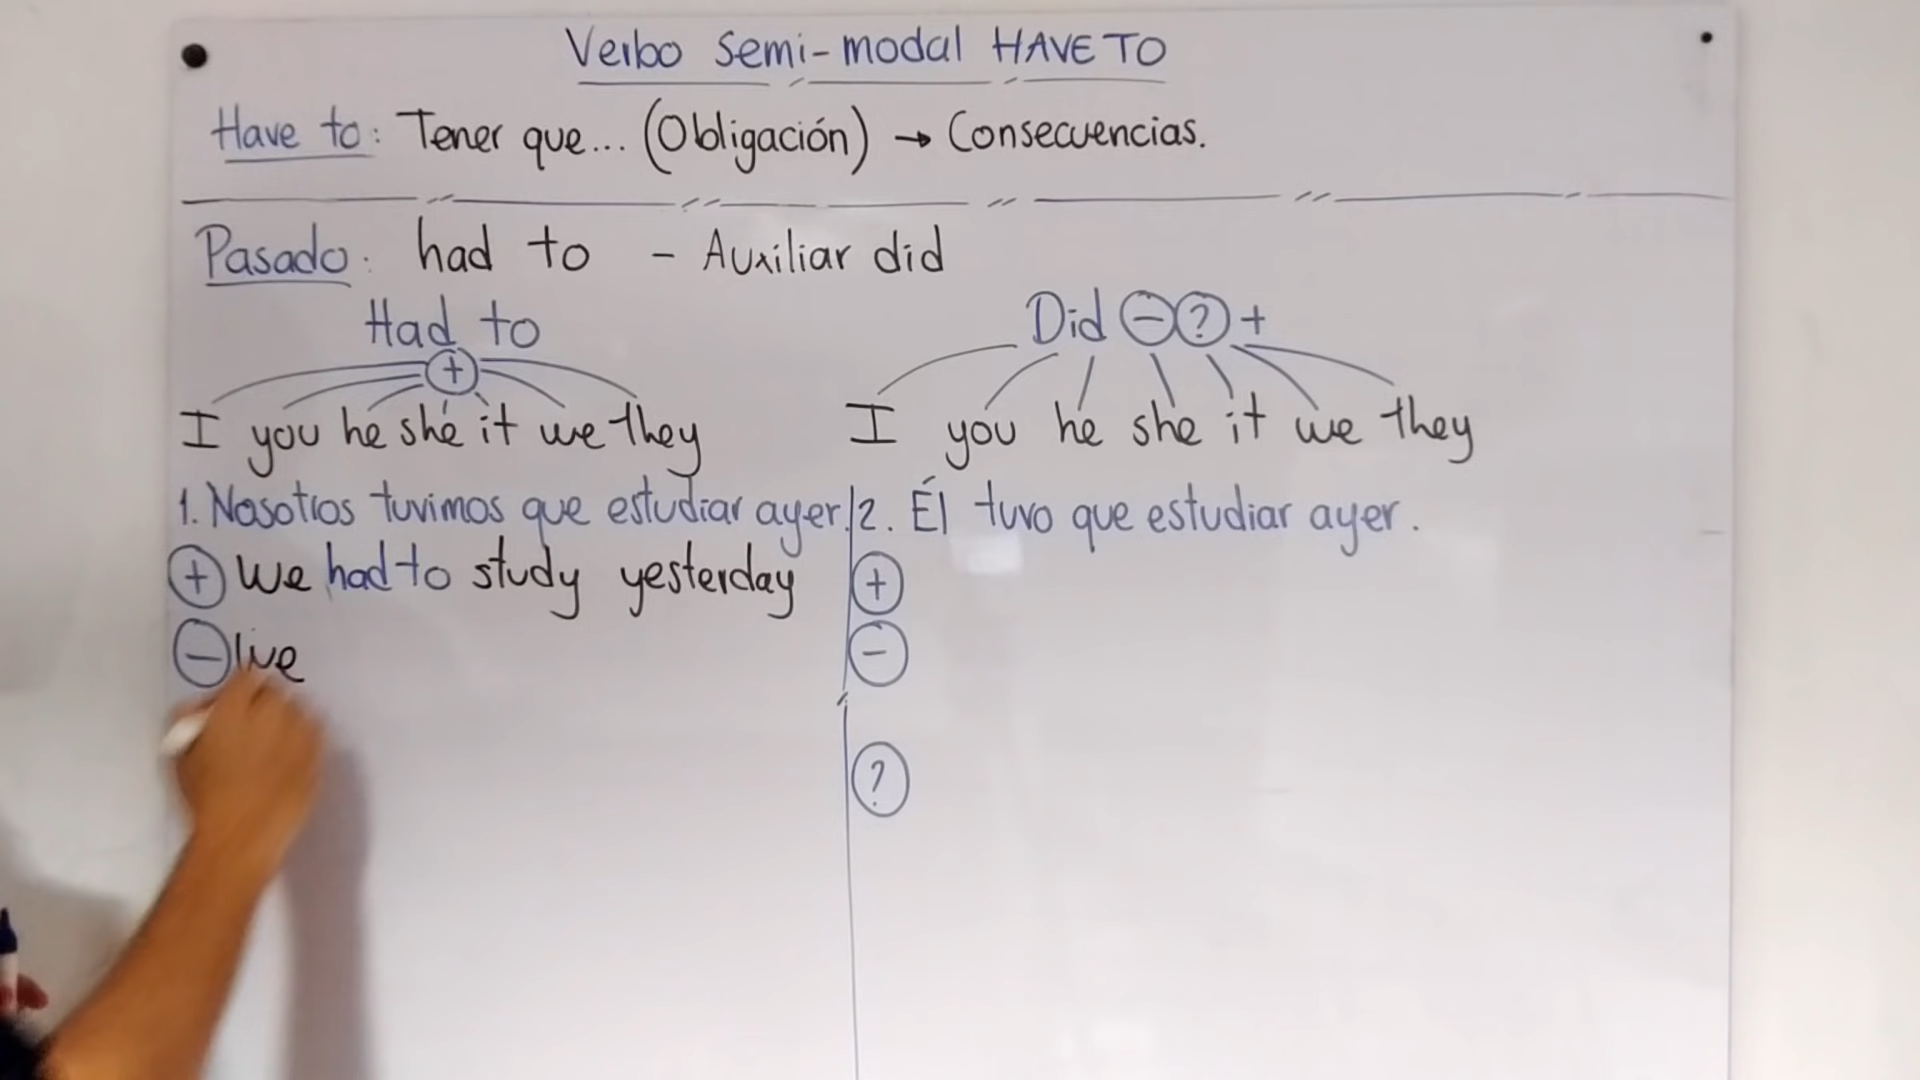 Verbo semi-modal HAVE TO
Have to: Tener que... (Obligación) → Consecuencias.
Pasado: had to - Auxiliar did
Had to
+
I you he she it we they
Did - ? +
I you he she it we they
1. Nosotros tuvimos que estudiar ayer.
+ We had to study yesterday
- We
2. Él tuvo que estudiar ayer.
+
-
?